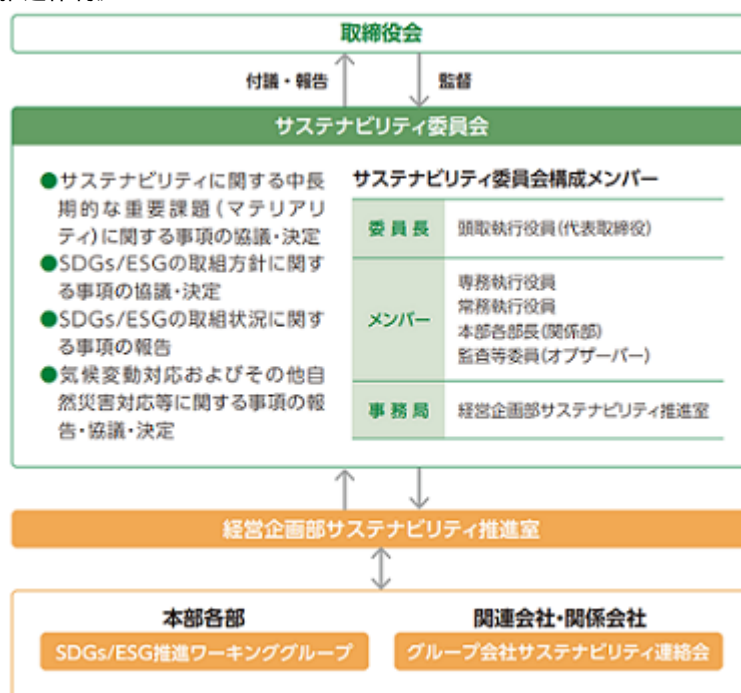 取締役会
付議・報告
監督
サステナビリティ委員会
●サステナビリティに関する中長
期的な重要課題(マテリアリ
ティ)に関する事項の協議・決定
●SDGs/ESGの取組方針に関す
る事項の協議・決定
●SDGs/ESGの取組状況に関す
る事項の報告
●気候変動対応およびその他自
然災害対応等に関する事項の報
告・協議・決定
サステナビリティ委員会構成メンバー
委員長
頭取執行役員(代表取締役)
メンバー
専務執行役員
常務執行役員
本部各部長(関係部)
監査等委員(オブザーバー)
事務局
経営企画部サステナビリティ推進室
経営企画部サステナビリティ推進室
本部各部
SDGs/ESG推進ワーキンググループ
関連会社・関係会社
グループ会社サステナビリティ連絡会